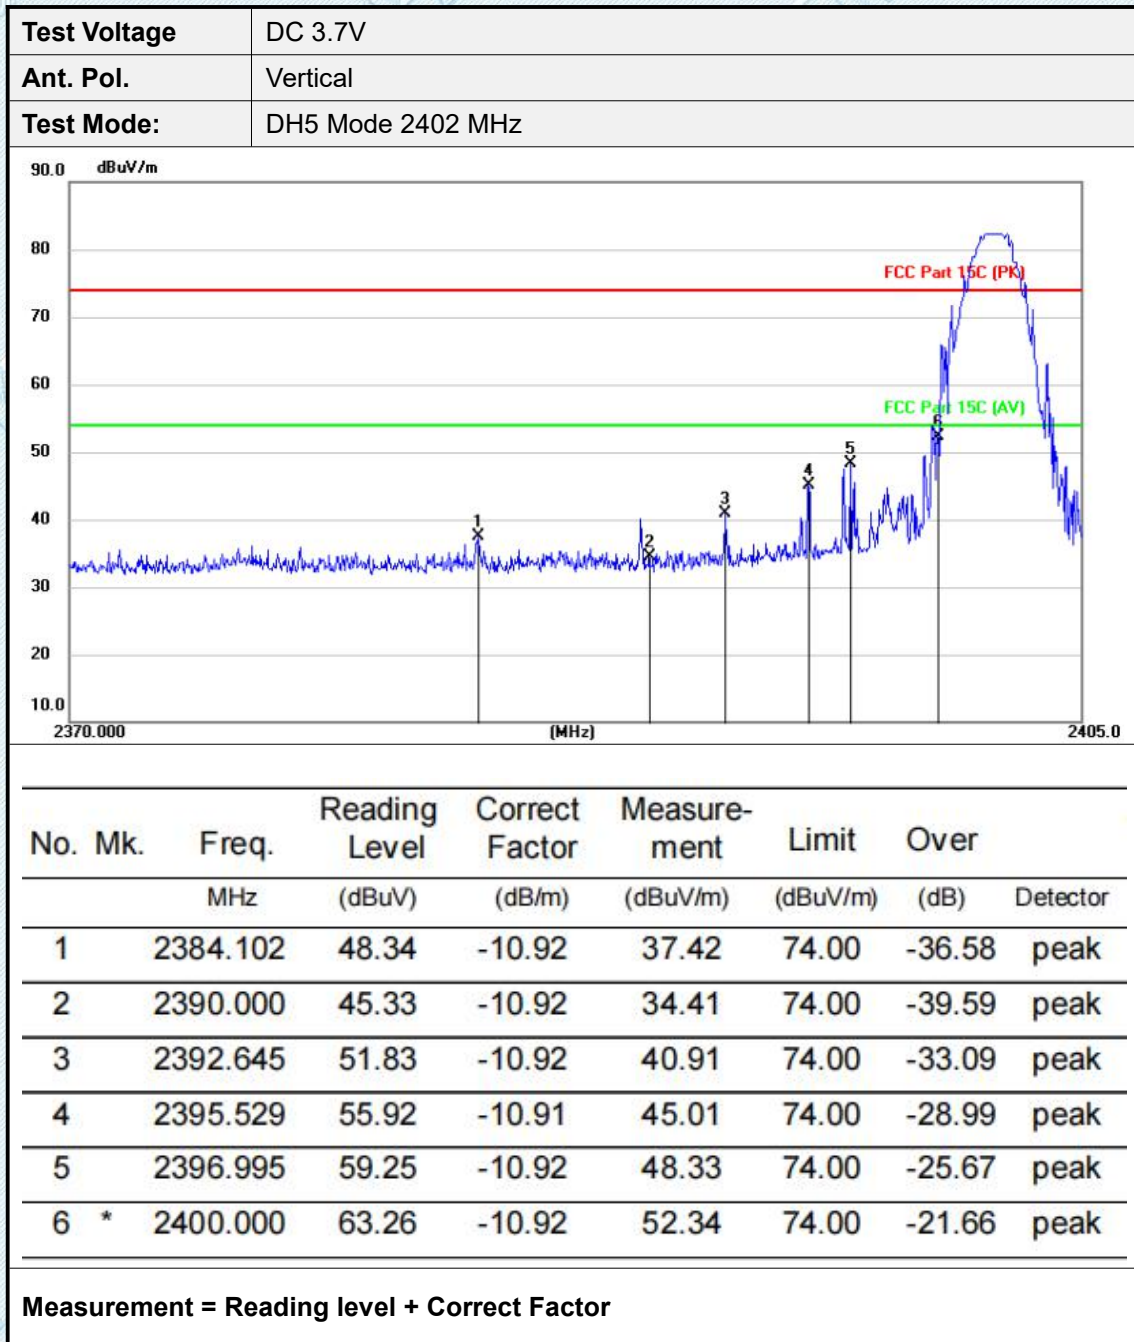 Test Voltage DC 3.7V
Ant. Pol. Vertical
Test Mode: DH5 Mode 2402 MHz
90.0 dBuV/m
80
FCC Part 15C (PK)
70
60
FCC Part 15C (AV)
6
50
5
4
3
40
1
2
30
20
10.0
2370.000 (MHz) 2405.0
No. Mk. Freq. Reading Level Correct Factor Measure-ment Limit Over
MHz (dBuV) (dB/m) (dBuV/m) (dBuV/m) (dB) Detector
1 2384.102 48.34 -10.92 37.42 74.00 -36.58 peak
2 2390.000 45.33 -10.92 34.41 74.00 -39.59 peak
3 2392.645 51.83 -10.92 40.91 74.00 -33.09 peak
4 2395.529 55.92 -10.91 45.01 74.00 -28.99 peak
5 2396.995 59.25 -10.92 48.33 74.00 -25.67 peak
6 * 2400.000 63.26 -10.92 52.34 74.00 -21.66 peak
Measurement = Reading level + Correct Factor